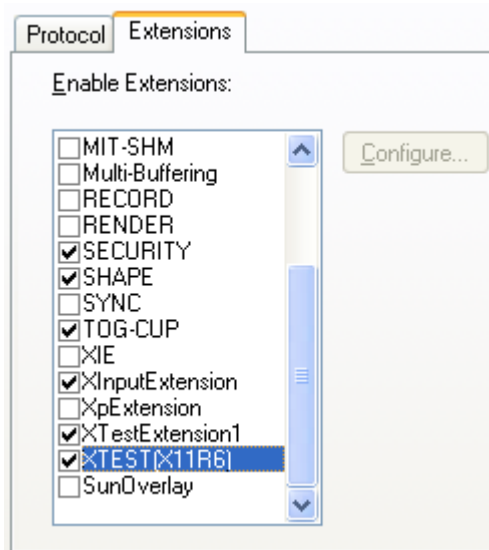 Protocol Extensions
Enable Extensions:
MIT-SHM
Configure...
Multi-Buffering
RECORD
RENDER
SECURITY
SHAPE
SYNC
TOG-CUP
XIE
XInputExtension
XpExtension
XTestExtension1
XTEST(X11R6)
SunOverlay